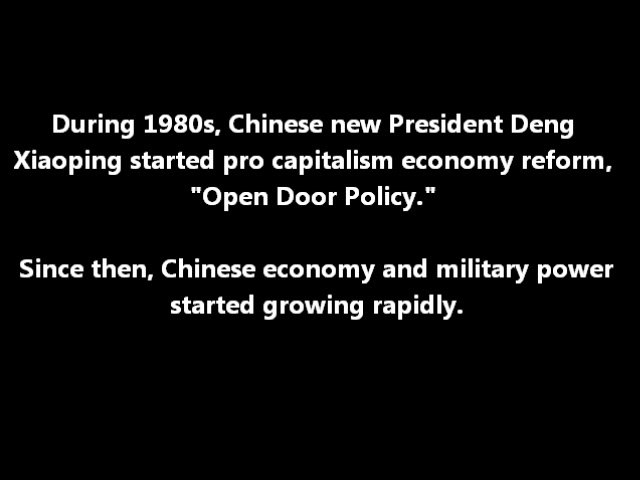 During 1980s, Chinese new President Deng
Xiaoping started pro capitalism economy reform,
"Open Door Policy."
Since then, Chinese economy and military power
started growing rapidly.